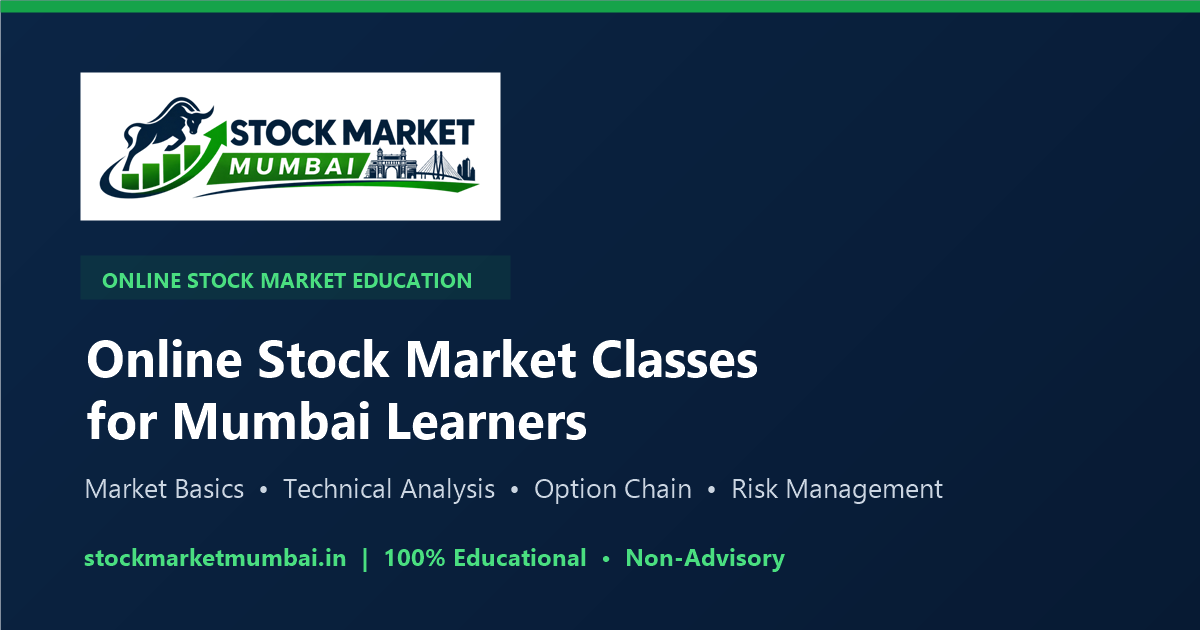 STOCK MARKET
MUMBAI
ONLINE STOCK MARKET EDUCATION
Online Stock Market Classes
for Mumbai Learners
Market Basics • Technical Analysis • Option Chain • Risk Management
stockmarketmumbai.in | 100% Educational • Non-Advisory